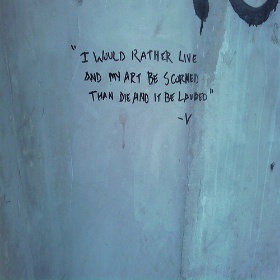 "I WOULD RATHER LIVE
AND MY ART BE SCORNED
THAN DIE AND IT BE LAUDED"
-V